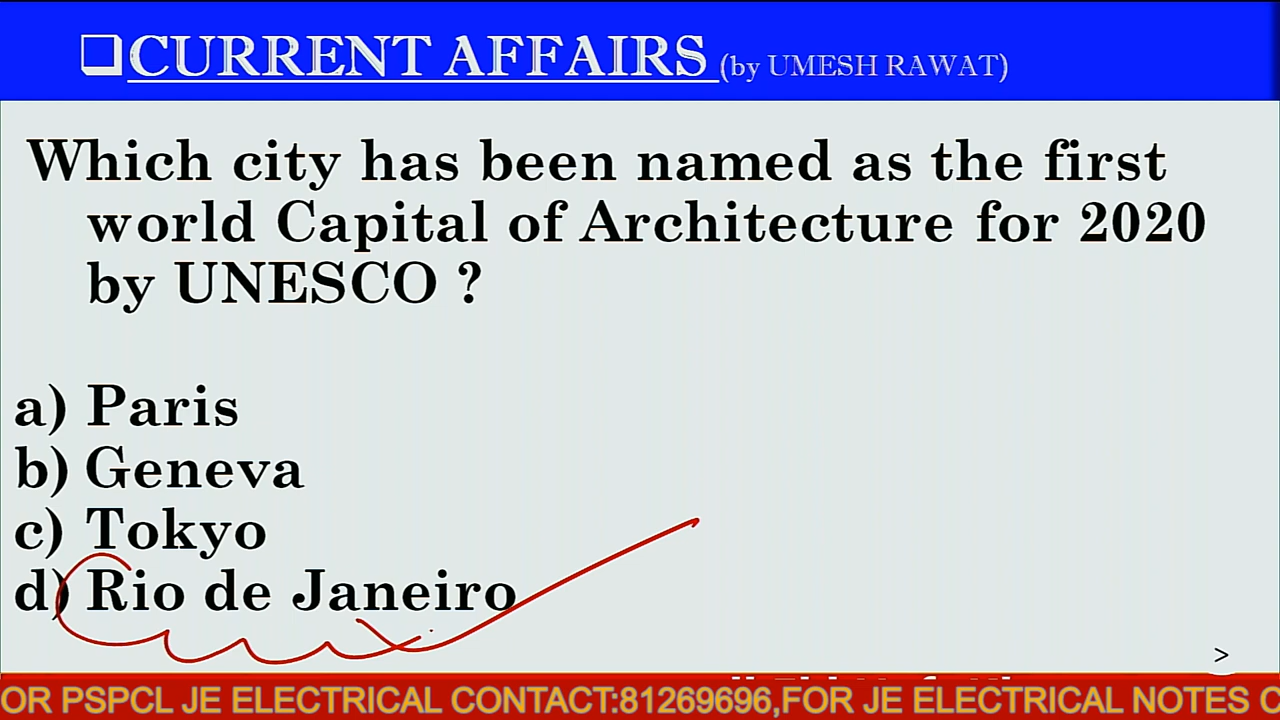 ❑CURRENT AFFAIRS (by UMESH RAWAT)
Which city has been named as the first
world Capital of Architecture for 2020
by UNESCO ?
a) Paris
b) Geneva
c) Tokyo
d) Rio de Janeiro
>
OR PSPCL JE ELECTRICAL CONTACT:81269696,FOR JE ELECTRICAL NOTES C